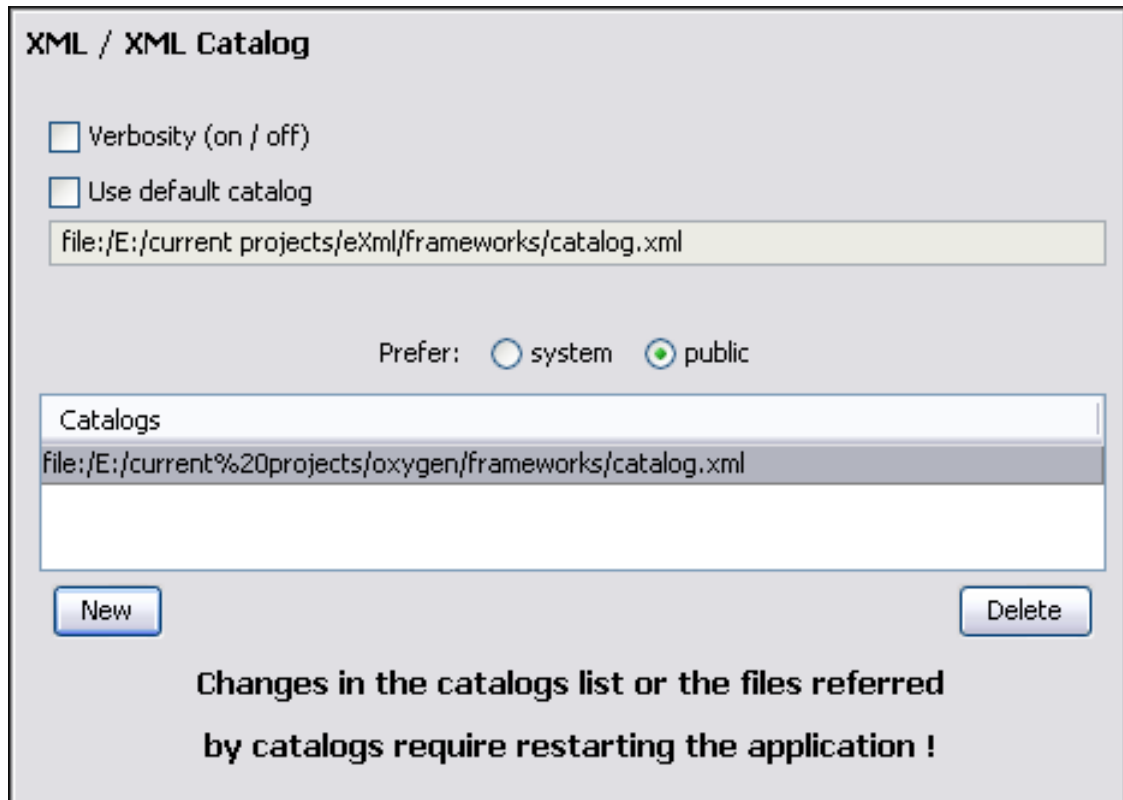 XML / XML Catalog
Verbosity (on / off)
Use default catalog
file:/E:/current projects/eXml/frameworks/catalog.xml
Prefer: system public
Catalogs
file:/E:/current%20projects/oxygen/frameworks/catalog.xml
New Delete
Changes in the catalogs list or the files referred
by catalogs require restarting the application !